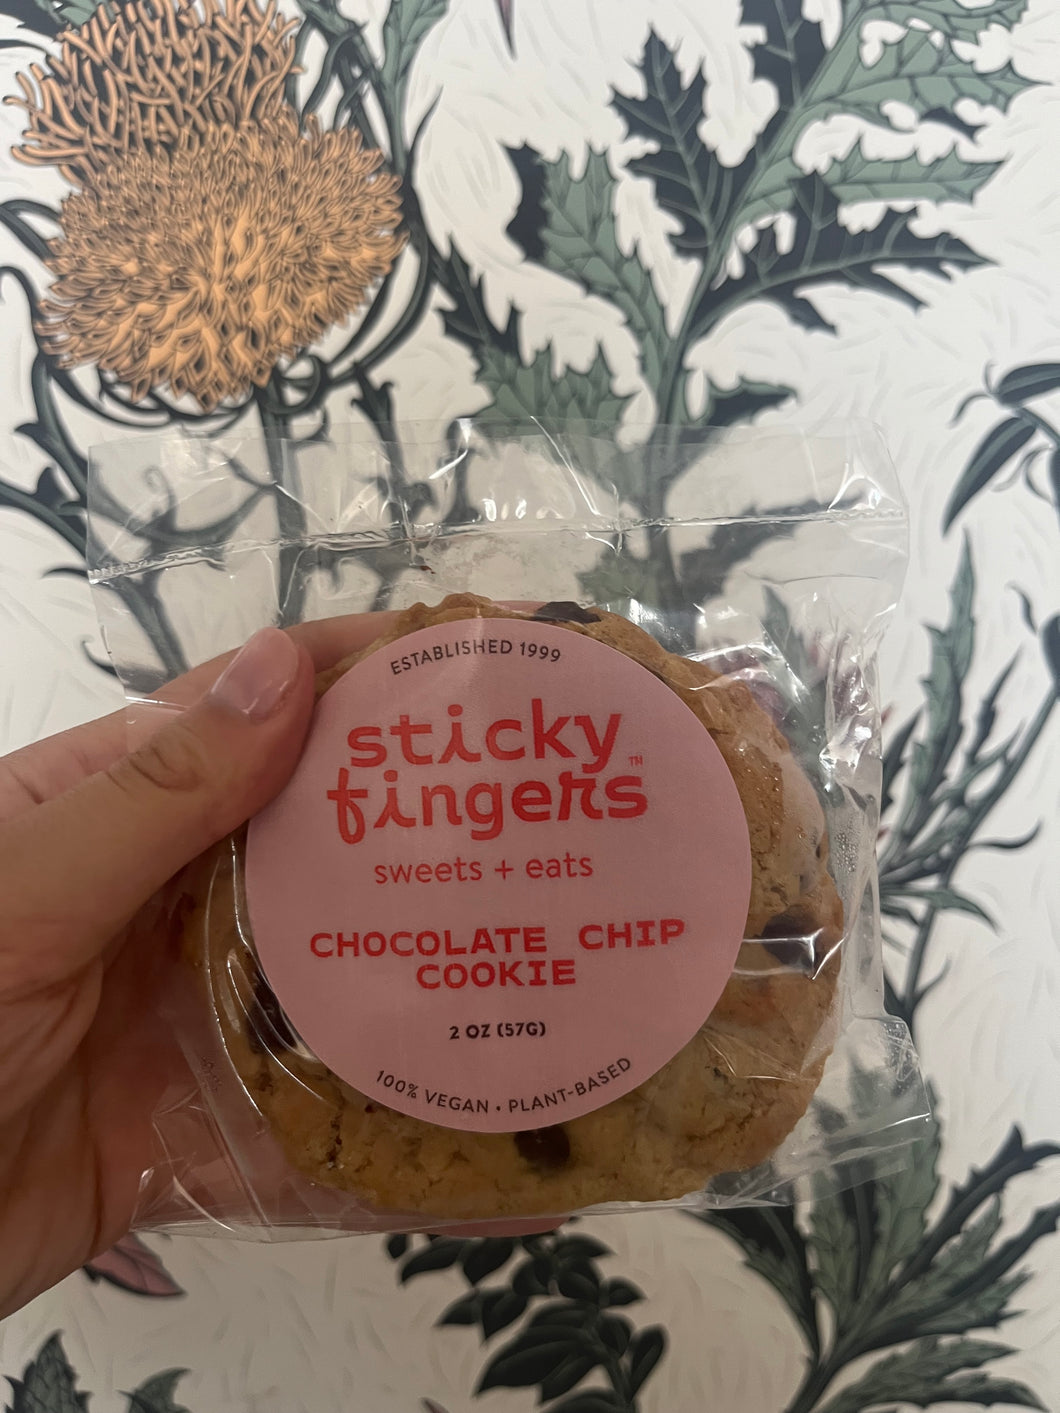 ESTABLISHED 1999
sticky
fingers™
sweets + eats
CHOCOLATE CHIP
COOKIE
2 OZ (57G)
100% VEGAN • PLANT-BASED